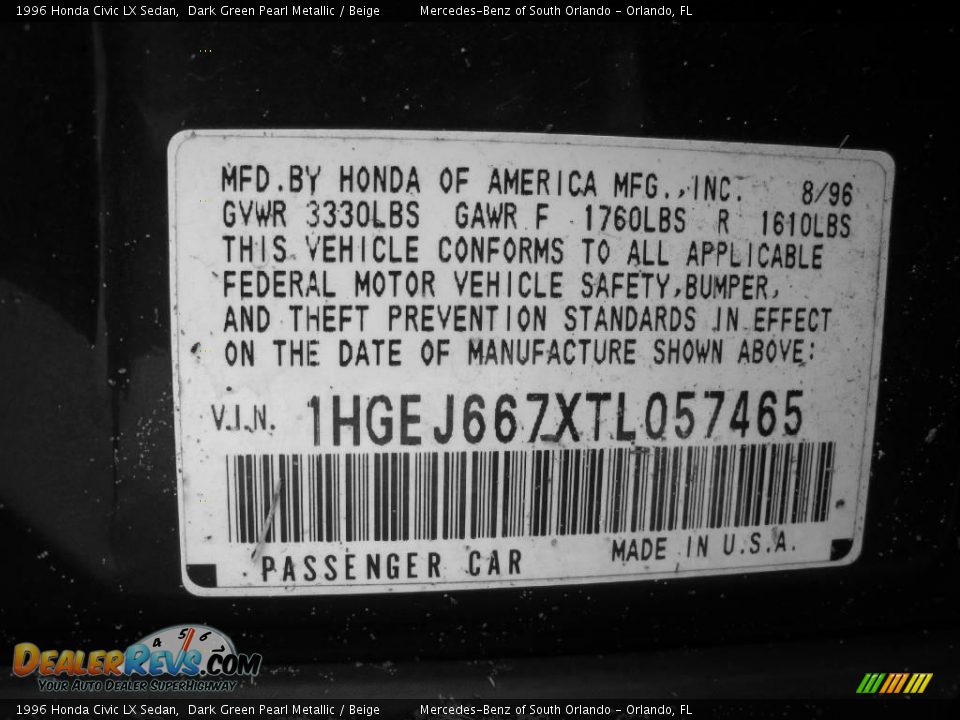 1996 Honda Civic LX Sedan, Dark Green Pearl Metallic / Beige Mercedes-Benz of South Orlando - Orlando, FL
MFD.BY HONDA OF AMERICA MFG.,INC. 8/96
GVWR 3330LBS GAWR F 1760LBS R 1610LBS
THIS VEHICLE CONFORMS TO ALL APPLICABLE
FEDERAL MOTOR VEHICLE SAFETY,BUMPER,
AND THEFT PREVENTION STANDARDS IN EFFECT
ON THE DATE OF MANUFACTURE SHOWN ABOVE:
V.I.N. 1HGEJ667XTL057465
PASSENGER CAR MADE IN U.S.A.
4 5 6 7
DEALERREVS.COM
YOUR AUTO DEALER SUPERHIGHWAY
1996 Honda Civic LX Sedan, Dark Green Pearl Metallic / Beige Mercedes-Benz of South Orlando - Orlando, FL